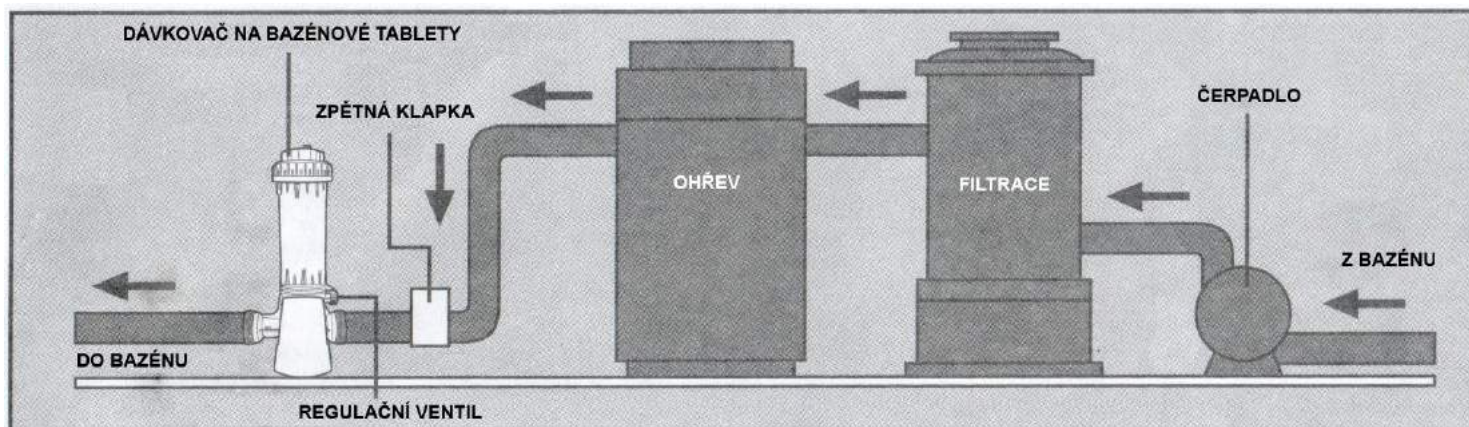 DÁVKOVAČ NA BAZÉNOVÉ TABLETY
ZPĚTNÁ KLAPKA
ČERPADLO
OHŘEV
FILTRACE
Z BAZÉNU
DO BAZÉNU
REGULAČNÍ VENTIL